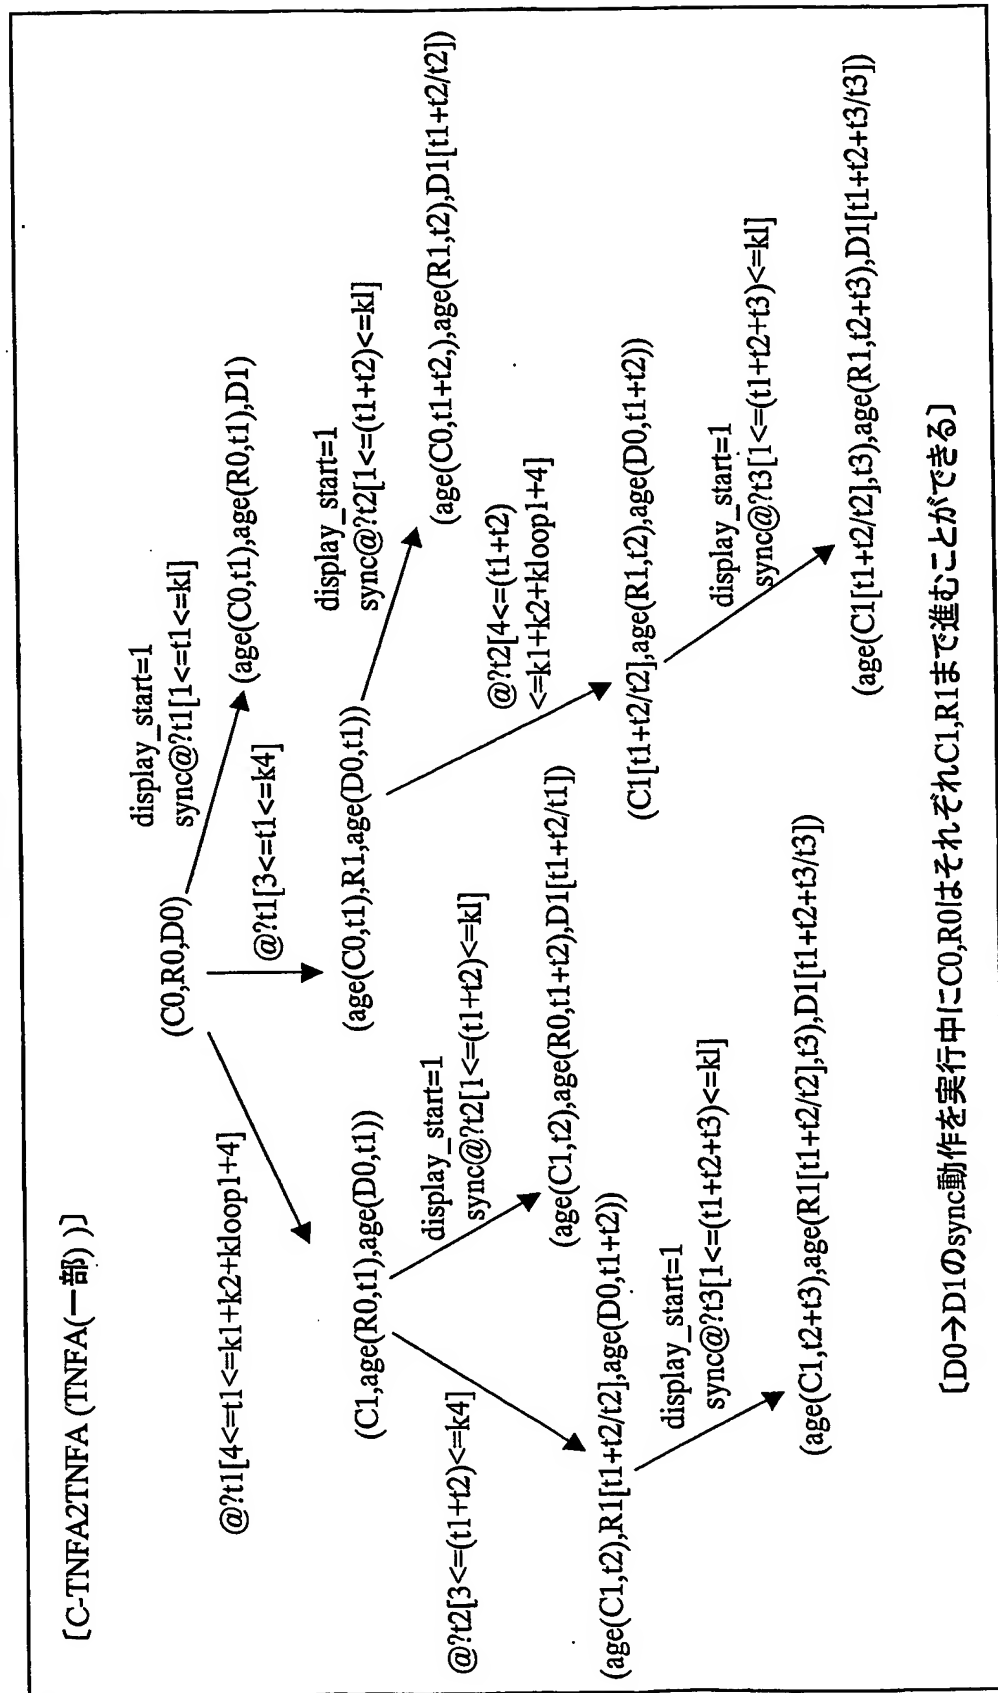 [C-TNFA2TNFA (TNFA(一部) )]
(C0,R0,D0)
display_start=1
sync@?t1[1<=t1<=kl]
@?t1[4<=t1<=k1+k2+kloop1+4]
@?t1[3<=t1<=k4]
(age(C0,t1),age(R0,t1),D1)
(C1,age(R0,t1),age(D0,t1))
(age(C0,t1),R1,age(D0,t1))
display_start=1
sync@?t2[1<=(t1+t2)<=kl]
display_start=1
sync@?t2[1<=(t1+t2)<=kl]
@?t2[3<=(t1+t2)<=k4]
@?t2[4<=(t1+t2)
<=k1+k2+kloop1+4]
(age(C0,t1+t2,),age(R1,t2),D1[t1+t2/t2])
(age(C1,t2),age(R0,t1+t2),D1[t1+t2/t1])
(age(C1,t2),R1[t1+t2/t2],age(D0,t1+t2))
(C1[t1+t2/t2],age(R1,t2),age(D0,t1+t2))
display_start=1
sync@?t3[1<=(t1+t2+t3)<=kl]
display_start=1
sync@?t3[1<=(t1+t2+t3)<=kl]
(age(C1,t2+t3),age(R1[t1+t2/t2],t3),D1[t1+t2+t3/t3])
(age(C1[t1+t2/t2],t3),age(R1,t2+t3),D1[t1+t2+t3/t3])
[D0→D1のsync動作を実行中にC0,R0はそれぞれC1,R1まで進むことができる]